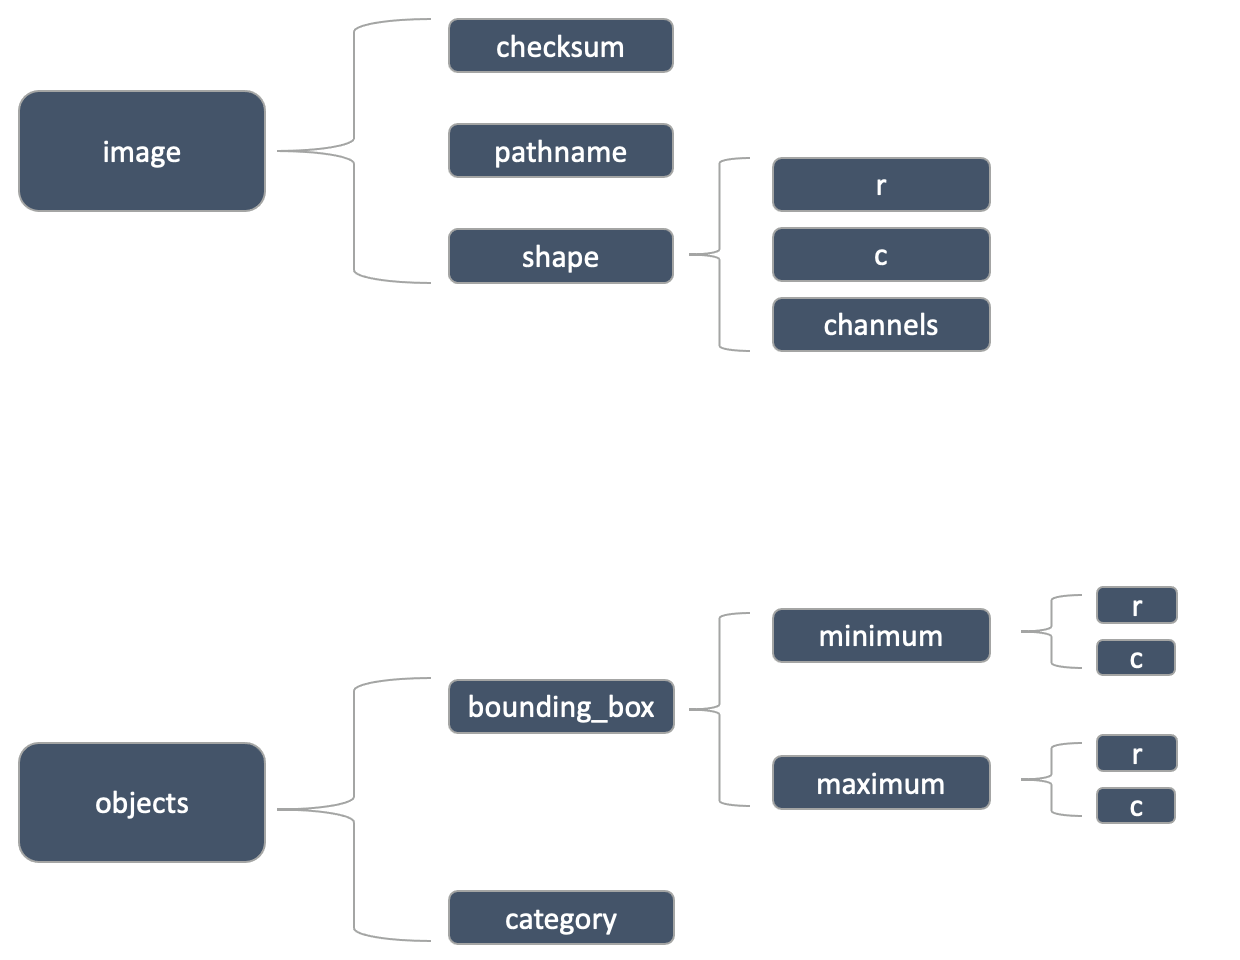 image
checksum
pathname
shape
r
c
channels
objects
bounding_box
minimum
r
c
maximum
r
c
category